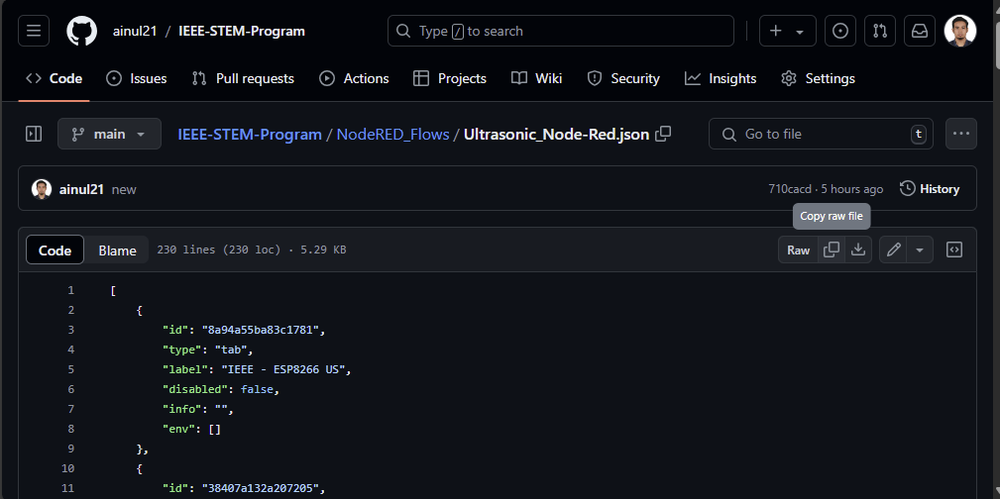 ainul21 / IEEE-STEM-Program Type / to search
Code Issues Pull requests Actions Projects Wiki Security Insights Settings
main IEEE-STEM-Program / NodeRED_Flows / Ultrasonic_Node-Red.json Go to file t
ainul21 new 710cacd · 5 hours ago History
Copy raw file
Code Blame 230 lines (230 loc) · 5.29 KB Raw
1 [
2 {
3 "id": "8a94a55ba83c1781",
4 "type": "tab",
5 "label": "IEEE - ESP8266 US",
6 "disabled": false,
7 "info": "",
8 "env": []
9 },
10 {
11 "id": "38407a132a207205",